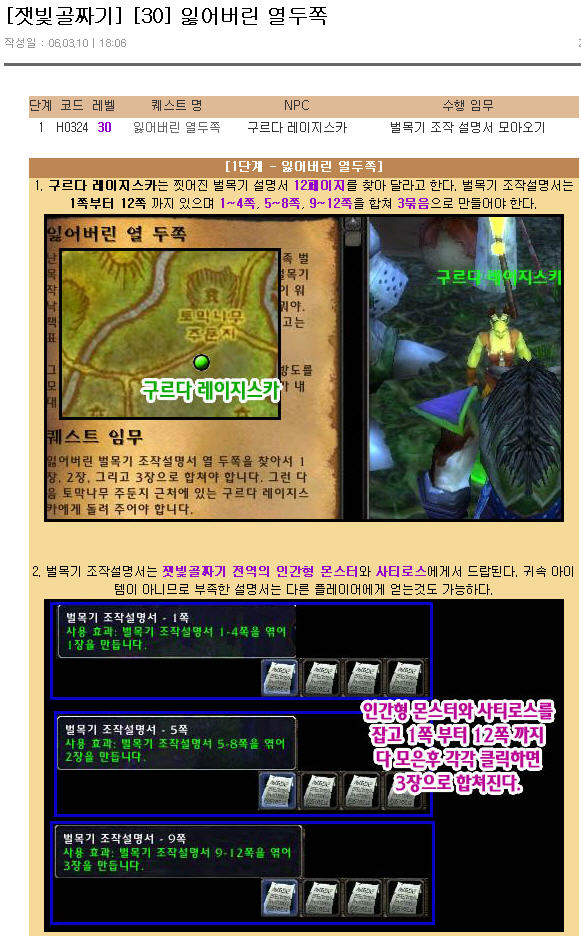 [잿빛골짜기] [30] 잃어버린 열두쪽
작성일 : 06.03.10 | 18:06
단계 코드 레벨 퀘스트 명 NPC 수행 임무
1 H0324 30 잃어버린 열두쪽 구르다 레이지스카 벌목기 조작 설명서 모아오기
[1단계 - 잃어버린 열두쪽]
1. 구르다 레이지스카는 찢어진 벌목기 설명서 12페이지를 찾아 달라고 한다. 벌목기 조작설명서는
1쪽부터 12쪽 까지 있으며 1~4쪽, 5~8쪽, 9~12쪽을 합쳐 3묶음으로 만들어야 한다.
잃어버린 열 두쪽
토막나무
주둔지
구르다 레이지스카
구르다 레이지스카
퀘스트 임무
잃어버린 벌목기 조작설명서 열 두쪽을 찾아서 1
장, 2장, 그리고 3장으로 합쳐야 합니다. 그런 다
음 토막나무 주둔지 근처에 있는 구르다 레이지스
카에게 돌려 주어야 합니다.
2. 벌목기 조작설명서는 잿빛골짜기 전역의 인간형 몬스터와 사티로스에게서 드랍된다. 귀속 아이
템이 아니므로 부족한 설명서는 다른 플레이어에게 얻는것도 가능하다.
벌목기 조작설명서 - 1쪽
사용 효과: 벌목기 조작설명서 1-4쪽을 엮어
1장을 만듭니다.
인간형 몬스터와 사티로스를
잡고 1쪽 부터 12쪽 까지
다 모은후 각각 클릭하면
3장으로 합쳐진다.
벌목기 조작설명서 - 5쪽
사용 효과: 벌목기 조작설명서 5-8쪽을 엮어
2장을 만듭니다.
벌목기 조작설명서 - 9쪽
사용 효과: 벌목기 조작설명서 9-12쪽을 엮어
3장을 만듭니다.